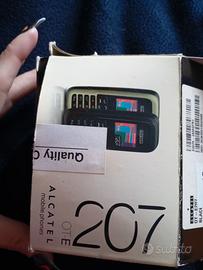 Quality C
ALCATEL
mobile phones
OT·E
207
subito